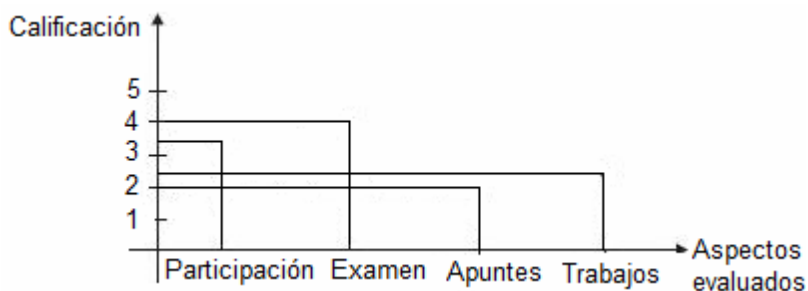 Calificación
5
4
3
2
1
Participación Examen Apuntes Trabajos
Aspectos
evaluados